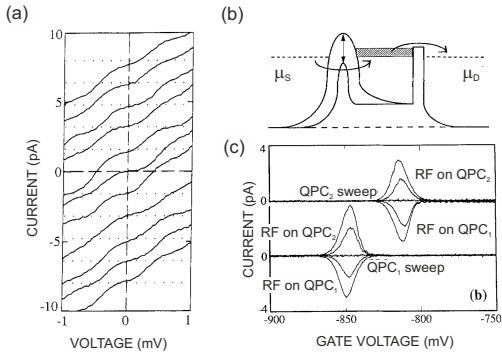 (a)
10
5
0
-5
-10
CURRENT (pA)
-1
0
1
VOLTAGE (mV)
(b)
μS
μD
(c)
4
QPC2 sweep
RF on QPC2
0
RF on QPC2
RF on QPC1
CURRENT (pA)
0
QPC1 sweep
RF on QPC1
(b)
-4
-900
-850
-800
-750
GATE VOLTAGE (mV)